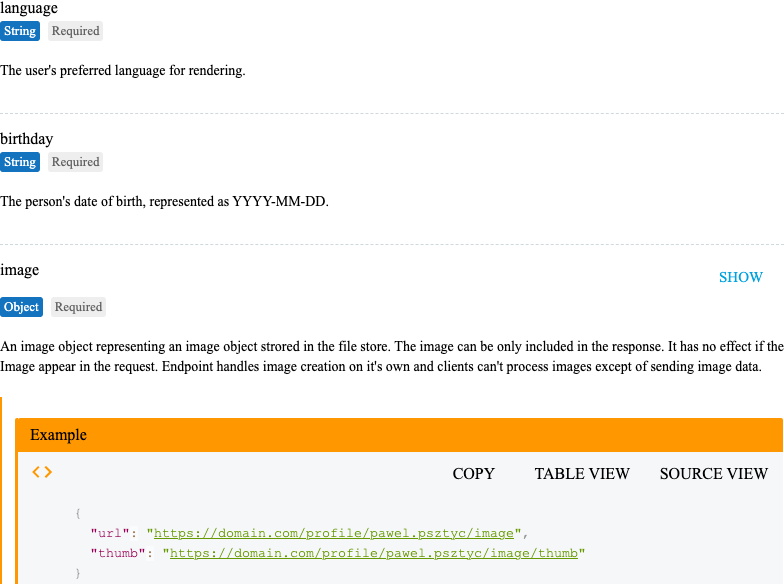 language
String Required
The user's preferred language for rendering.
birthday
String Required
The person's date of birth, represented as YYYY-MM-DD.
image
SHOW
Object Required
An image object representing an image object strored in the file store. The image can be only included in the response. It has no effect if the
Image appear in the request. Endpoint handles image creation on it's own and clients can't process images except of sending image data.
Example
<> COPY TABLE VIEW SOURCE VIEW
{
"url": "https://domain.com/profile/pawel.psztyc/image",
"thumb": "https://domain.com/profile/pawel.psztyc/image/thumb"
}